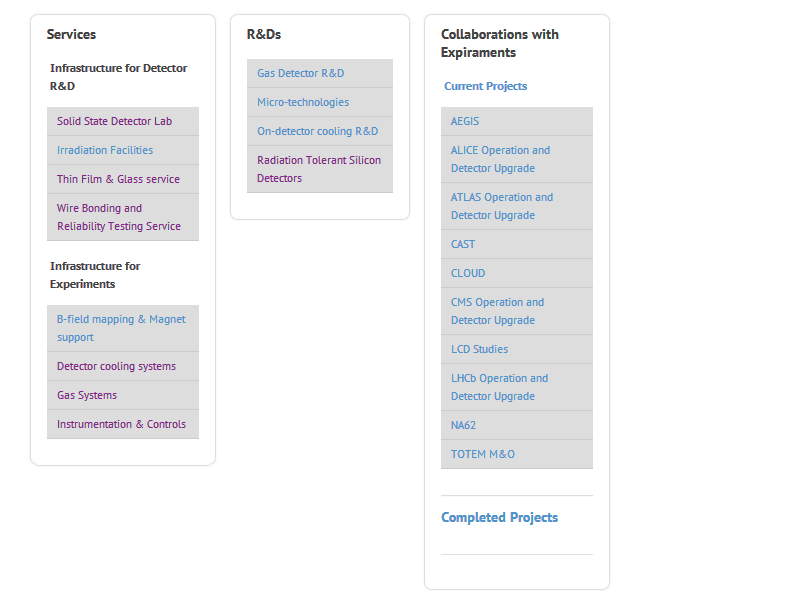 Services
Infrastructure for Detector
R&D
Solid State Detector Lab
Irradiation Facilities
Thin Film & Glass service
Wire Bonding and
Reliability Testing Service
Infrastructure for
Experiments
B-field mapping & Magnet
support
Detector cooling systems
Gas Systems
Instrumentation & Controls
R&Ds
Gas Detector R&D
Micro-technologies
On-detector cooling R&D
Radiation Tolerant Silicon
Detectors
Collaborations with
Expiraments
Current Projects
AEGIS
ALICE Operation and
Detector Upgrade
ATLAS Operation and
Detector Upgrade
CAST
CLOUD
CMS Operation and
Detector Upgrade
LCD Studies
LHCb Operation and
Detector Upgrade
NA62
TOTEM M&O
Completed Projects